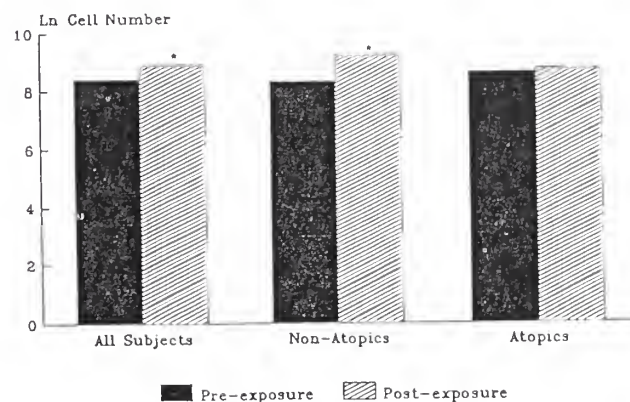 Ln Cell Number
10
8
6
4
2
0
* *
All Subjects Non-Atopics Atopics
Pre-exposure Post-exposure